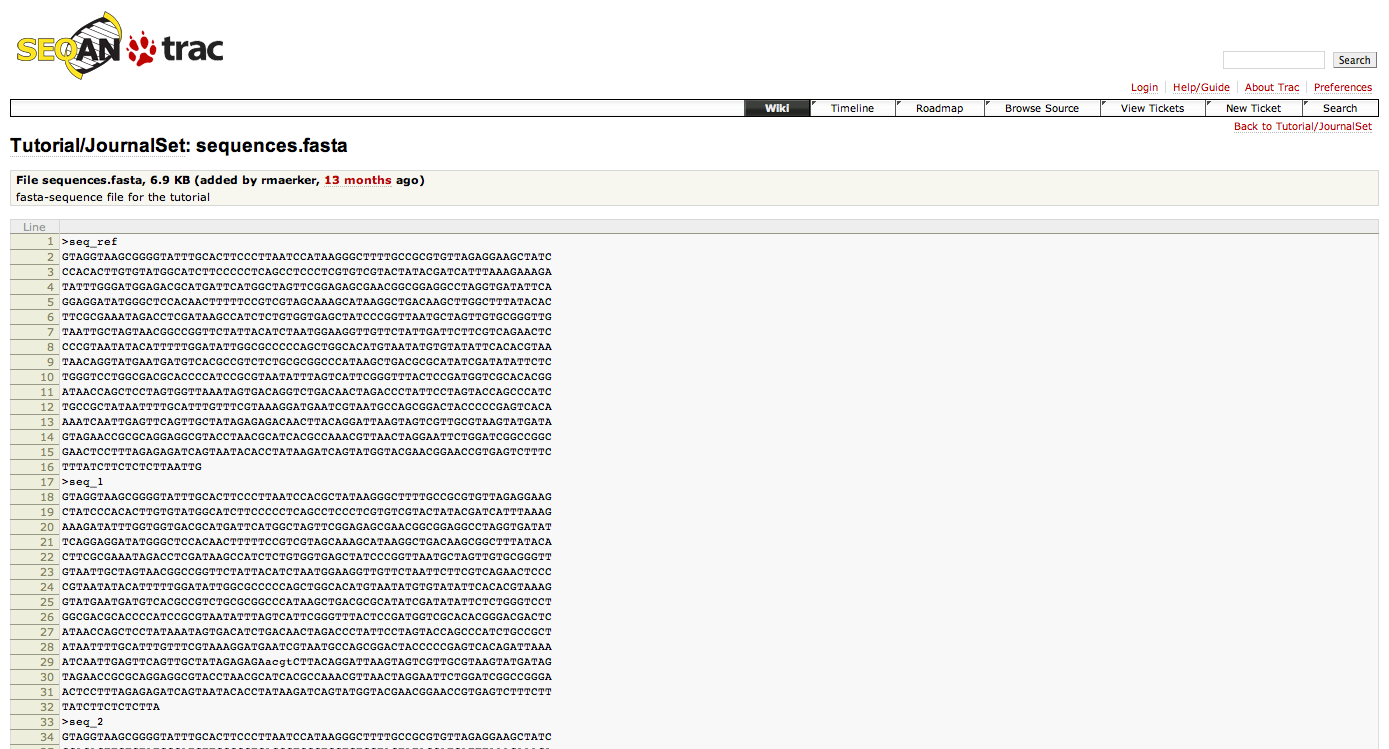 SEQAN trac
Search
Login Help/Guide About Trac Preferences
Wiki Timeline Roadmap Browse Source View Tickets New Ticket Search
Back to Tutorial/JournalSet
Tutorial/JournalSet: sequences.fasta
File sequences.fasta, 6.9 KB (added by rmaerker, 13 months ago)
fasta-sequence file for the tutorial
Line
1 >seq_ref
2 GTAGGTAAGCGGGGTATTTGCACTTCCCTTAATCCATAAGGGCTTTTGCCGCGTGTTAGAGGAAGCTATC
3 CCACACTTGTGTATGGCATCTTCCCCCTCAGCCTCCCTCGTGTCGTACTATACGATCATTTAAAGAAAGA
4 TATTTGGGATGGAGACGCATGATTCATGGCTAGTTCGGAGAGCGAACGGCGGAGGCCTAGGTGATATTCA
5 GGAGGATATGGGCTCCACAACTTTTTCCGTCGTAGCAAAGCATAAGGCTGACAAGCTTGGCTTTATACAC
6 TTCGCGAAATAGACCTCGATAAGCCATCTCTGTGGTGAGCTATCCCGGTTAATGCTAGTTGTGCGGGTTG
7 TAATTGCTAGTAACGGCCGGTTCTATTACATCTAATGGAAGGTTGTTCTATTGATTCTTCGTCAGAACTC
8 CCCGTAATATACATTTTTGGATATTGGCGCCCCCAGCTGGCACATGTAATATGTGTATATTCACACGTAA
9 TAACAGGTATGAATGATGTCACGCCGTCTCTGCGCGGCCCATAAGCTGACGCGCATATCGATATATTCTC
10 TGGGTCCTGGCGACGCACCCCATCCGCGTAATATTTAGTCATTCGGGTTTACTCCGATGGTCGCACACGG
11 ATAACCAGCTCCTAGTGGTTAAATAGTGACAGGTCTGACAACTAGACCCTATTCCTAGTACCAGCCCATC
12 TGCCGCTATAATTTTGCATTTGTTTCGTAAAGGATGAATCGTAATGCCAGCGGACTACCCCCGAGTCACA
13 AAATCAATTGAGTTCAGTTGCTATAGAGAGACAACTTACAGGATTAAGTAGTCGTTGCGTAAGTATGATA
14 GTAGAACCGCGCAGGAGGCGTACCTAACGCATCACGCCAAACGTTAACTAGGAATTCTGGATCGGCCGGC
15 GAACTCCTTTAGAGAGATCAGTAATACACCTATAAGATCAGTATGGTACGAACGGAACCGTGAGTCTTTC
16 TTTATCTTCTCTCTTAATTG
17 >seq_1
18 GTAGGTAAGCGGGGTATTTGCACTTCCCTTAATCCACGCTATAAGGGCTTTTGCCGCGTGTTAGAGGAAG
19 CTATCCCACACTTGTGTATGGCATCTTCCCCCTCAGCCTCCCTCGTGTCGTACTATACGATCATTTAAAG
20 AAAGATATTTGGTGGTGACGCATGATTCATGGCTAGTTCGGAGAGCGAACGGCGGAGGCCTAGGTGATAT
21 TCAGGAGGATATGGGCTCCACAACTTTTTCCGTCGTAGCAAAGCATAAGGCTGACAAGCGGCTTTATACA
22 CTTCGCGAAATAGACCTCGATAAGCCATCTCTGTGGTGAGCTATCCCGGTTAATGCTAGTTGTGCGGGTT
23 GTAATTGCTAGTAACGGCCGGTTCTATTACATCTAATGGAAGGTTGTTCTAATTCTTCGTCAGAACTCCC
24 CGTAATATACATTTTTGGATATTGGCGCCCCCAGCTGGCACATGTAATATGTGTATATTCACACGTAAAG
25 GTATGAATGATGTCACGCCGTCTGCGCGGCCCATAAGCTGACGCGCATATCGATATATTCTCTGGGTCCT
26 GGCGACGCACCCCATCCGCGTAATATTTAGTCATTCGGGTTTACTCCGATGGTCGCACACGGGACGACTC
27 ATAACCAGCTCCTATAAATAGTGACATCTGACAACTAGACCCTATTCCTAGTACCAGCCCATCTGCCGCT
28 ATAATTTTGCATTTGTTTCGTAAAGGATGAATCGTAATGCCAGCGGACTACCCCCGAGTCACAGATTAAA
29 ATCAATTGAGTTCAGTTGCTATAGAGAGAacgtCTTACAGGATTAAGTAGTCGTTGCGTAAGTATGATAG
30 TAGAACCGCGCAGGAGGCGTACCTAACGCATCACGCCAAACGTTAACTAGGAATTCTGGATCGGCCGGGA
31 ACTCCTTTAGAGAGATCAGTAATACACCTATAAGATCAGTATGGTACGAACGGAACCGTGAGTCTTTCTT
32 TATCTTCTCTCTTA
33 >seq_2
34 GTAGGTAAGCGGGGTATTTGCACTTCCCTTAATCCATAAGGGCTTTTGCCGCGTGTTAGAGGAAGCTATC